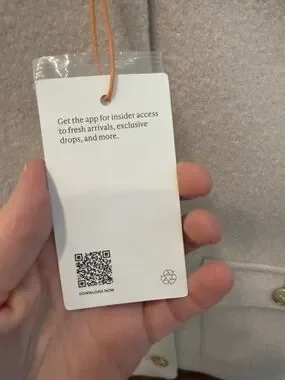 Get the app for insider access
to fresh arrivals, exclusive
drops, and more.
DOWNLOAD NOW